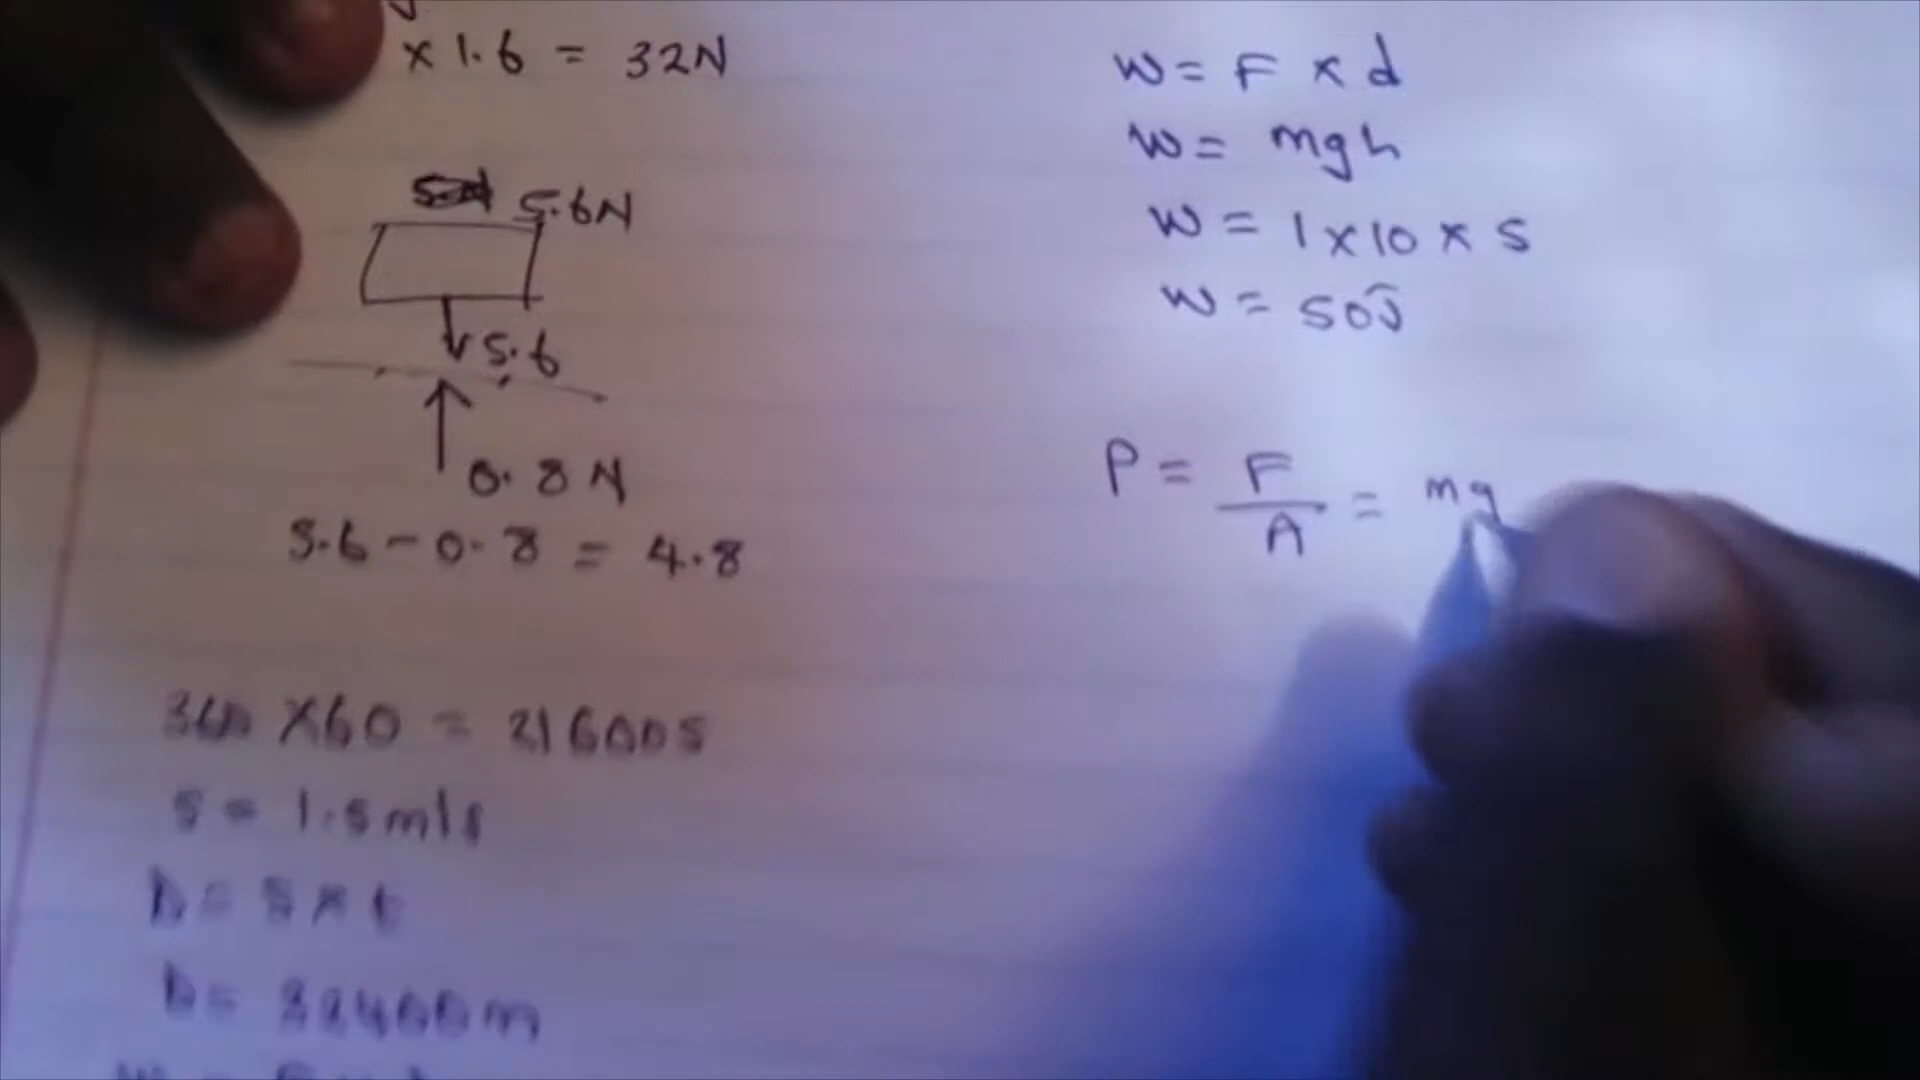 x 1.6 = 32N
5.6N
5.6
0.8N
5.6 - 0.8 = 4.8
360 x 60 = 21600s
s = 1.5m/s
D = s x t
D = 32400m
W = F x d
W = mgh
W = 1 x 10 x 5
W = 50J
P = F/A = mg